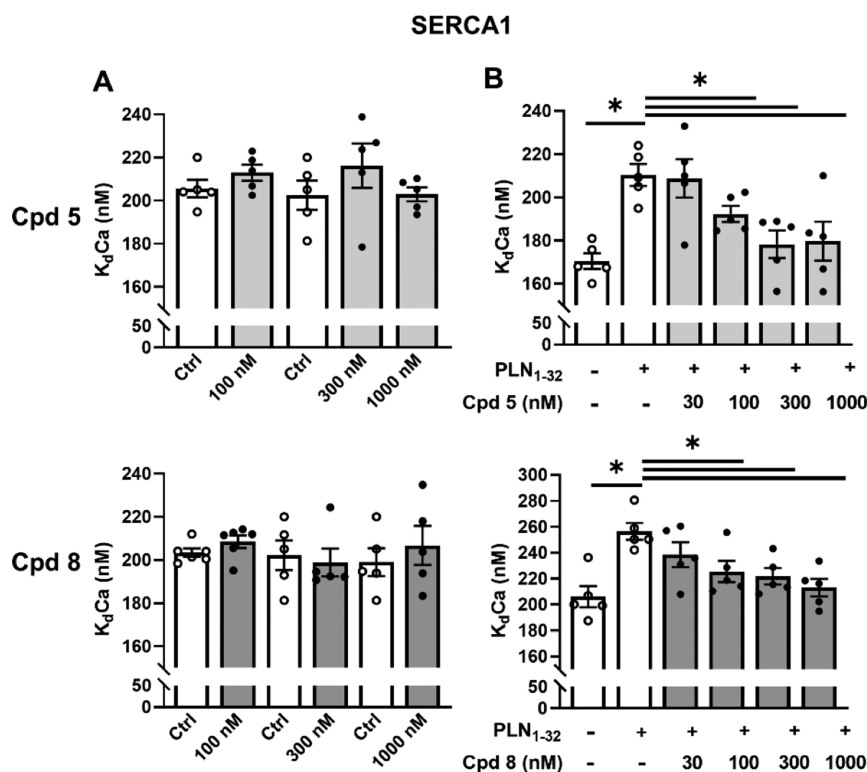 SERCA1
A
Cpd 5
KdCa (nM)
240
220
200
180
160
50
0
Ctrl
100 nM
Ctrl
300 nM
1000 nM
B
*
*
KdCa (nM)
240
220
200
180
160
50
0
PLN1-32 - + + + + +
Cpd 5 (nM) - - 30 100 300 1000
Cpd 8
KdCa (nM)
240
220
200
180
160
50
0
Ctrl
100 nM
Ctrl
300 nM
Ctrl
1000 nM
*
*
KdCa (nM)
300
280
260
240
220
200
180
160
50
0
PLN1-32 - + + + + +
Cpd 8 (nM) - - 30 100 300 1000